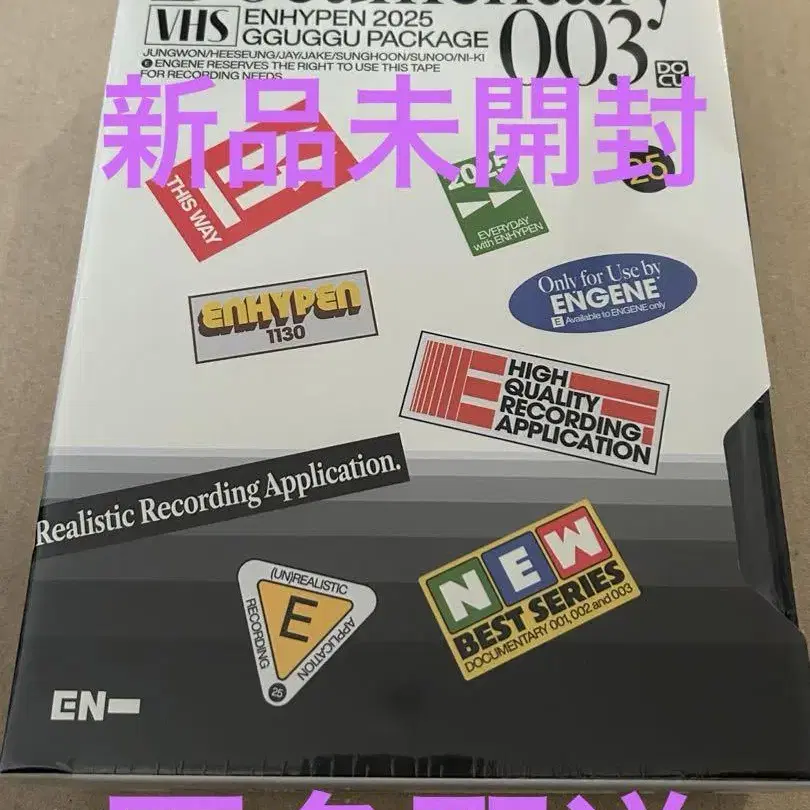 Documentary
VHS
ENHYPEN 2025
GGUGGU PACKAGE
003
DO
CU
JUNGWON/HEESEUNG/JAY/JAKE/SUNGHOON/SUNOO/NI-KI
E ENGENE RESERVES THE RIGHT TO USE THIS TAPE
FOR RECORDING NEEDS
新品未開封
THIS WAY
2025
EVERYDAY
with ENHYPEN
25
Only for Use by
ENGENE
E Available to ENGENE only
ENHYPEN
1130
HIGH
QUALITY
RECORDING
APPLICATION
Realistic Recording Application.
(UN)REALISTIC
RECORDING
APPLICATION
E
25
NEW
BEST SERIES
DOCUMENTARY 001, 002 and 003
EN-